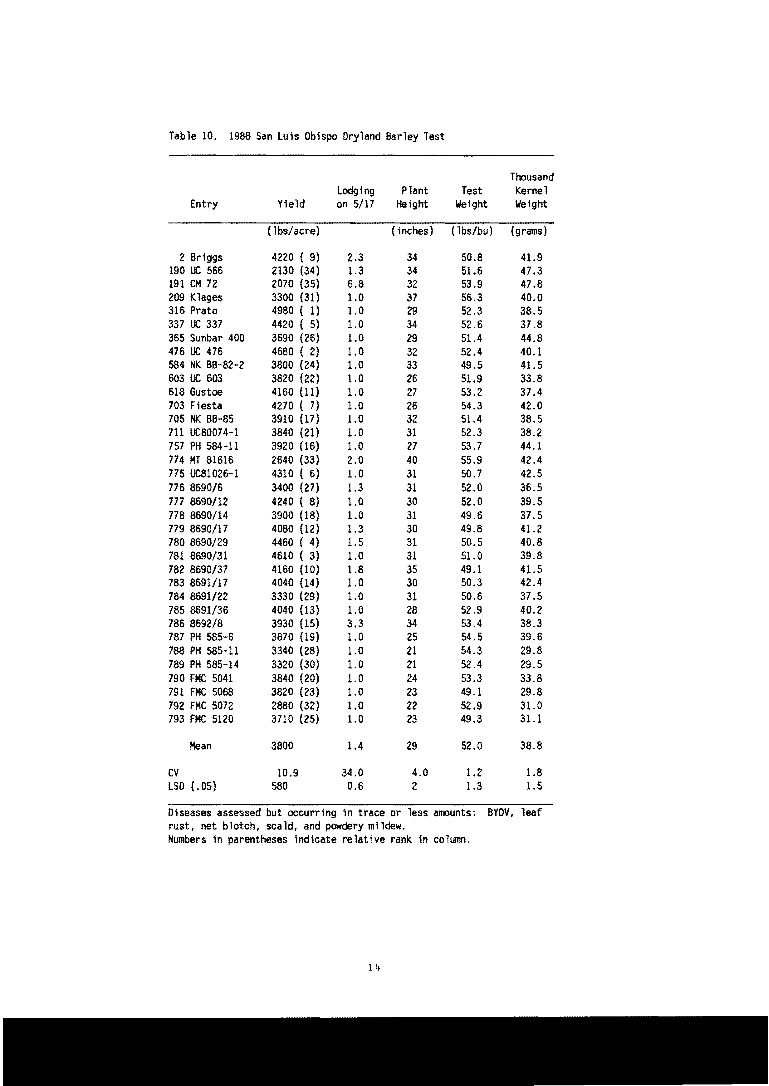 Table 10. 1988 San Luis Obispo Dryland Barley Test
Thousand
Lodging Plant Test Kernel
Entry Yield on 5/17 Height Weight Weight
(lbs/acre) (inches) (lbs/bu) (grams)
2 Briggs 4220 ( 9) 2.3 34 50.8 41.9
190 UC 566 2130 (34) 1.3 34 51.6 47.3
191 CM 72 2070 (35) 6.8 32 53.9 47.8
209 Klages 3300 (31) 1.0 37 56.3 40.0
316 Prato 4980 ( 1) 1.0 29 52.3 38.5
337 UC 337 4420 ( 5) 1.0 34 52.6 37.8
365 Sunbar 400 3690 (26) 1.0 29 51.4 44.8
476 UC 476 4680 ( 2) 1.0 32 52.4 40.1
584 NK BB-82-2 3800 (24) 1.0 33 49.5 41.5
603 UC 603 3820 (22) 1.0 26 51.9 33.8
618 Gustoe 4160 (11) 1.0 27 53.2 37.4
703 Fiesta 4270 ( 7) 1.0 26 54.3 42.0
705 NK BB-85 3910 (17) 1.0 32 51.4 38.5
711 UC80074-1 3840 (21) 1.0 31 52.3 38.2
757 PH 584-11 3920 (16) 1.0 27 53.7 44.1
774 MT 81616 2640 (33) 2.0 40 55.9 42.4
775 UC81026-1 4310 ( 6) 1.0 31 50.7 42.5
776 8690/6 3400 (27) 1.3 31 52.0 36.5
777 8690/12 4240 ( 8) 1.0 30 52.0 39.5
778 8690/14 3900 (18) 1.0 31 49.6 37.5
779 8690/17 4080 (12) 1.3 30 49.8 41.2
780 8690/29 4460 ( 4) 1.5 31 50.5 40.8
781 8690/31 4610 ( 3) 1.0 31 51.0 39.8
782 8690/37 4160 (10) 1.8 35 49.1 41.5
783 8691/17 4040 (14) 1.0 30 50.3 42.4
784 8691/22 3330 (29) 1.0 31 50.6 37.5
785 8691/36 4040 (13) 1.0 28 52.9 40.2
786 8692/8 3930 (15) 3.3 34 53.4 38.3
787 PH 585-6 3870 (19) 1.0 25 54.5 39.6
788 PH 585-11 3340 (28) 1.0 21 54.3 29.8
789 PH 585-14 3320 (30) 1.0 21 52.4 29.5
790 FMC 5041 3840 (20) 1.0 24 53.3 33.8
791 FMC 5068 3820 (23) 1.0 23 49.1 29.8
792 FMC 5072 2880 (32) 1.0 22 52.9 31.0
793 FMC 5120 3710 (25) 1.0 23 49.3 31.1
Mean 3800 1.4 29 52.0 38.8
CV 10.9 34.0 4.0 1.2 1.8
LSD (.05) 580 0.6 2 1.3 1.5
Diseases assessed but occurring in trace or less amounts: BYDV, leaf
rust, net blotch, scald, and powdery mildew.
Numbers in parentheses indicate relative rank in column.
14